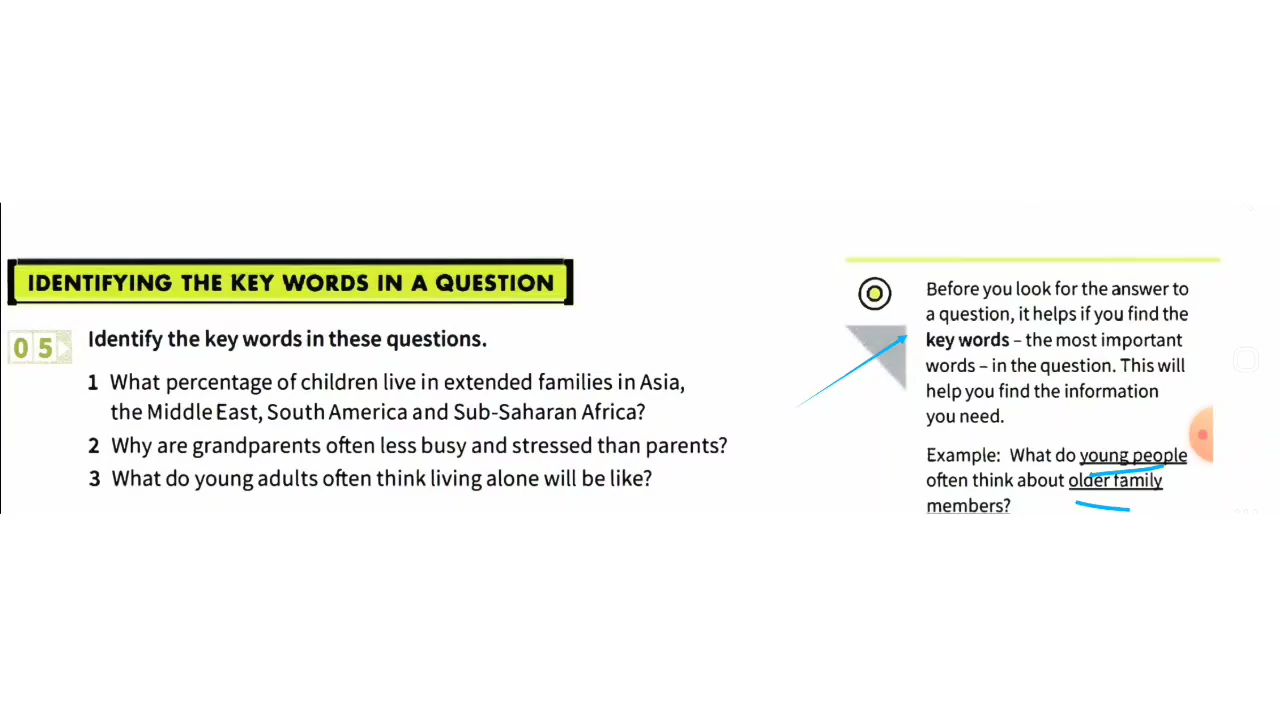 IDENTIFYING THE KEY WORDS IN A QUESTION
05 Identify the key words in these questions.
1 What percentage of children live in extended families in Asia,
the Middle East, South America and Sub-Saharan Africa?
2 Why are grandparents often less busy and stressed than parents?
3 What do young adults often think living alone will be like?
Before you look for the answer to
a question, it helps if you find the
key words – the most important
words – in the question. This will
help you find the information
you need.
Example: What do young people
often think about older family
members?